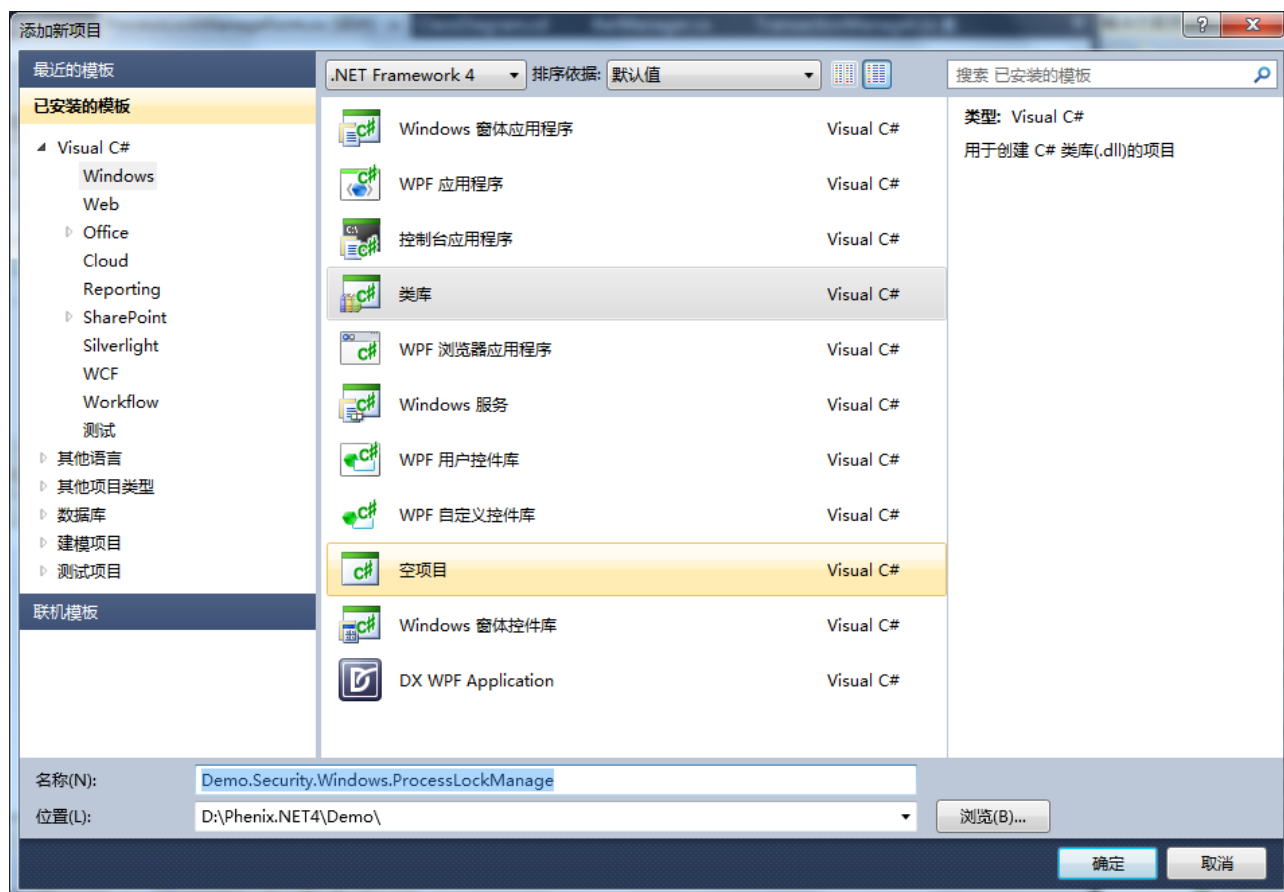 添加新项目
最近的模板
已安装的模板
Visual C#
Windows
Web
Office
Cloud
Reporting
SharePoint
Silverlight
WCF
Workflow
测试
其他语言
其他项目类型
数据库
建模项目
测试项目
联机模板
.NET Framework 4 排序依据: 默认值
搜索 已安装的模板
Windows 窗体应用程序 Visual C#
WPF 应用程序 Visual C#
控制台应用程序 Visual C#
类库 Visual C#
WPF 浏览器应用程序 Visual C#
Windows 服务 Visual C#
WPF 用户控件库 Visual C#
WPF 自定义控件库 Visual C#
空项目 Visual C#
Windows 窗体控件库 Visual C#
DX WPF Application Visual C#
类型: Visual C#
用于创建 C# 类库(.dll)的项目
名称(N): Demo.Security.Windows.ProcessLockManage
位置(L): D:\Phenix.NET4\Demo\ 浏览(B)...
确定 取消